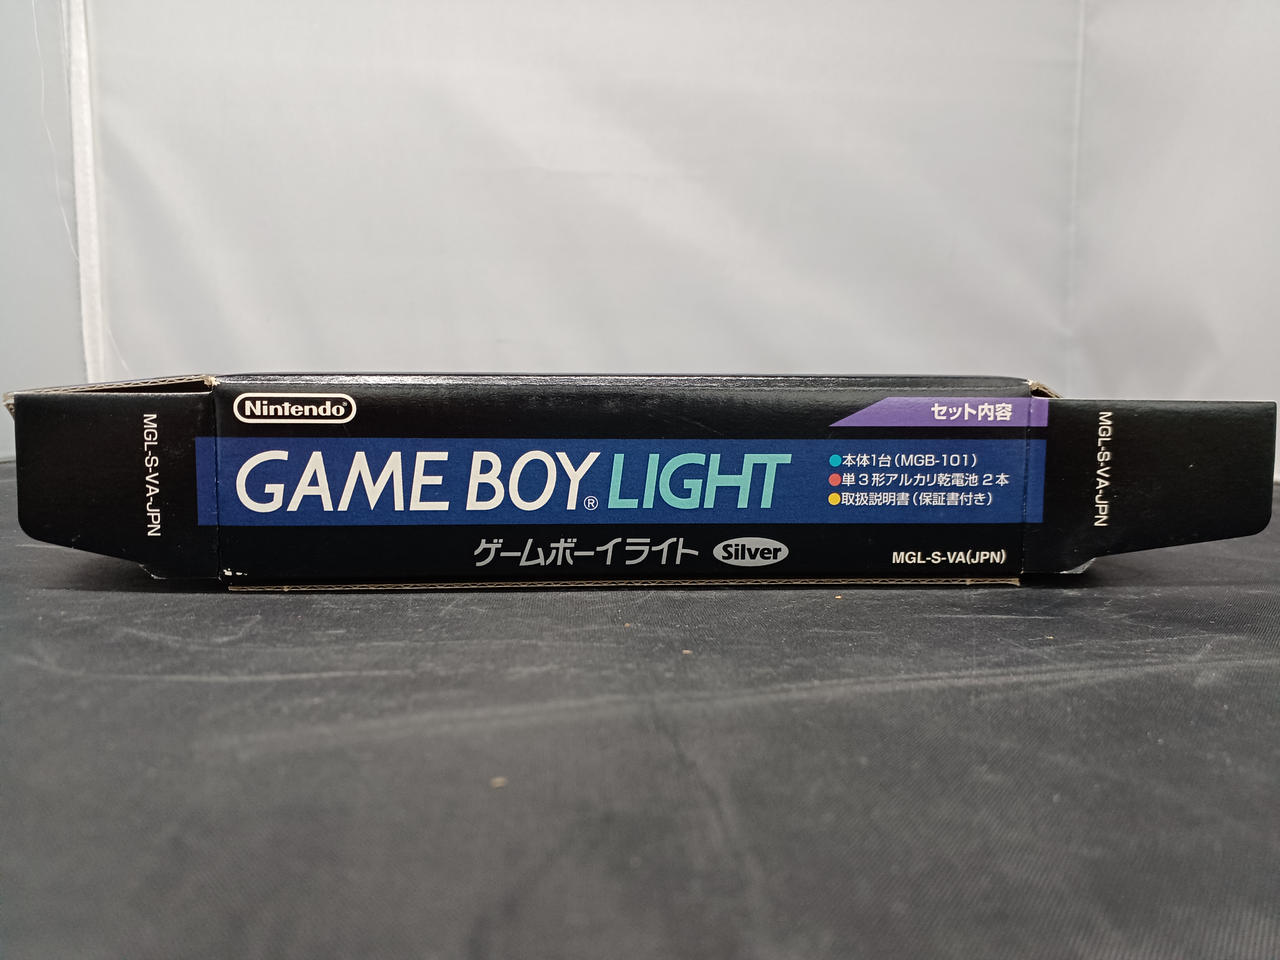 MGL-S-VA-JPN
Nintendo®
セット内容
GAME BOY® LIGHT
●本体1台(MGB-101)
●単3形アルカリ乾電池2本
●取扱説明書(保証書付き)
ゲームボーイライト Silver
MGL-S-VA(JPN)
MGL-S-VA-JPN